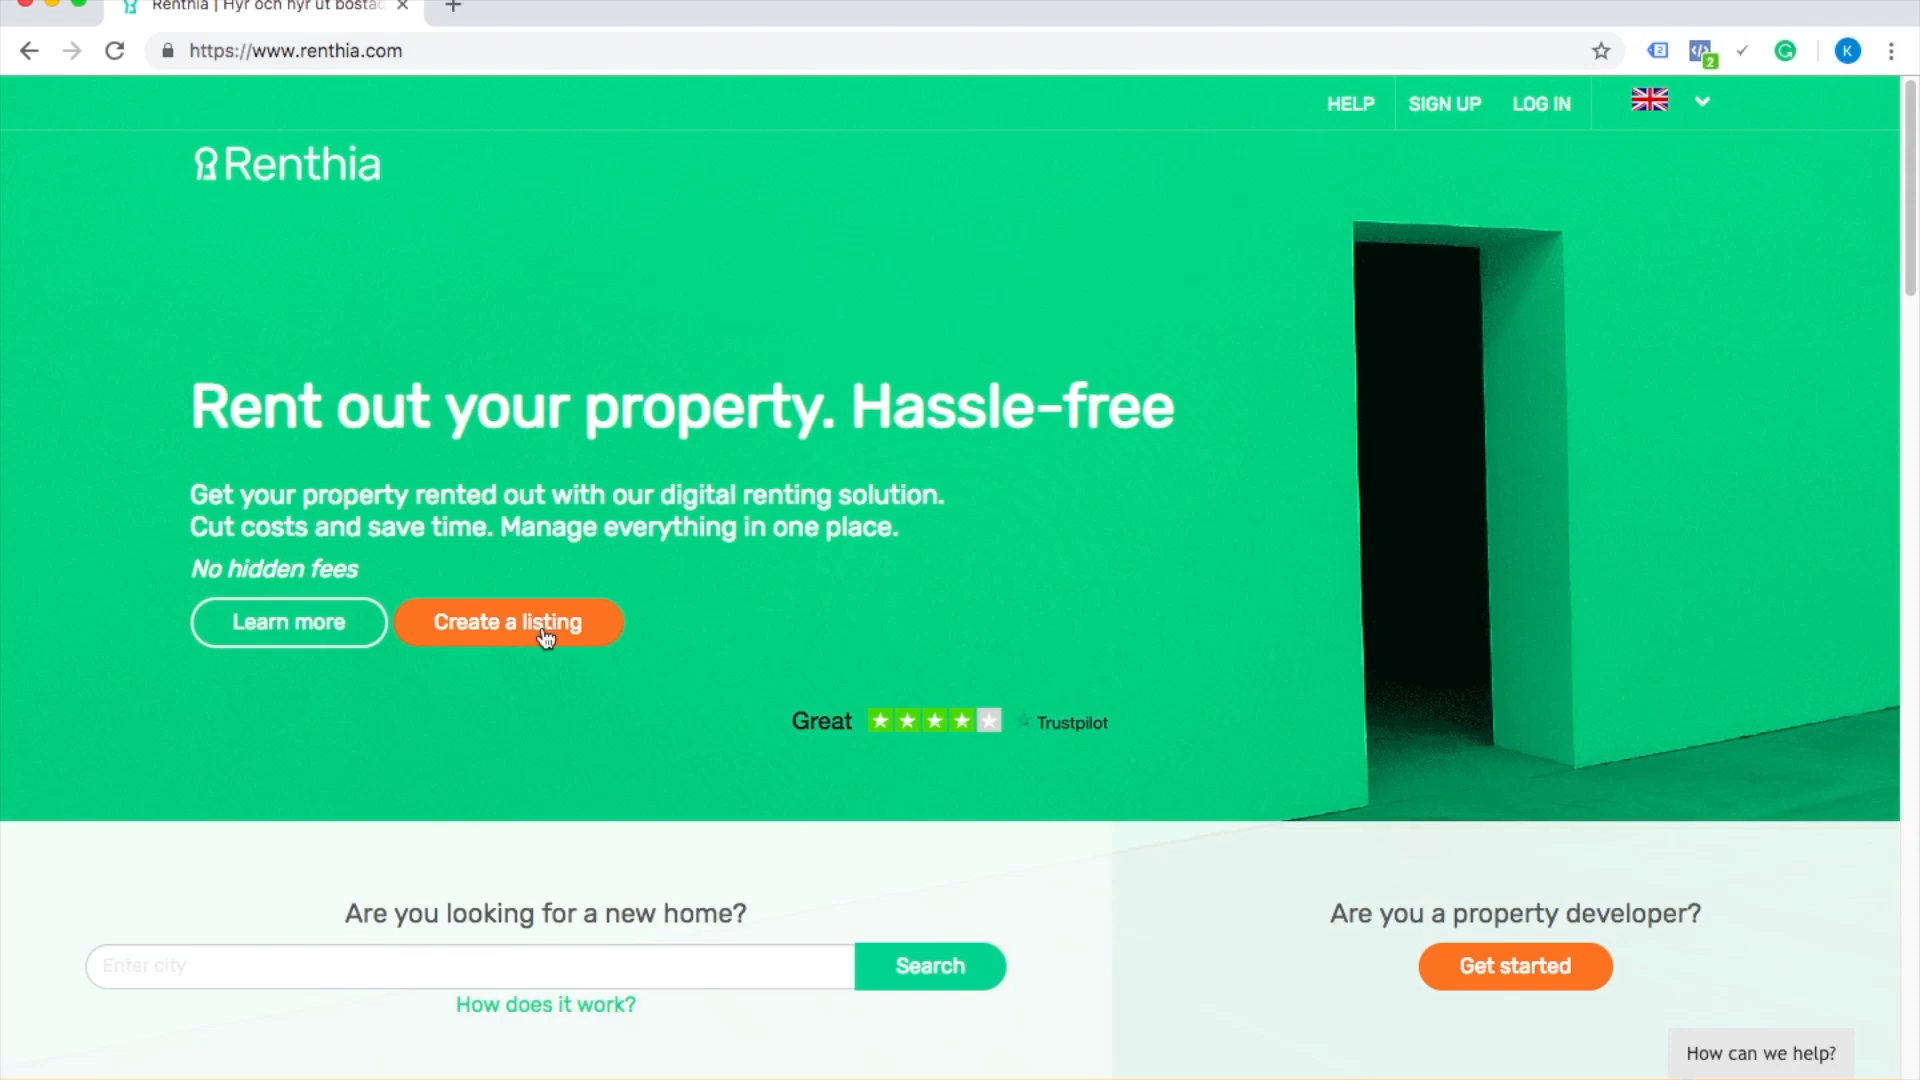 Renthia | Hyr och hyr ut bostad
https://www.renthia.com
2
K
HELP
SIGN UP
LOG IN
Renthia
Rent out your property. Hassle-free
Get your property rented out with our digital renting solution.
Cut costs and save time. Manage everything in one place.
No hidden fees
Learn more
Create a listing
Great
Trustpilot
Are you looking for a new home?
Are you a property developer?
Enter city
Search
Get started
How does it work?
How can we help?